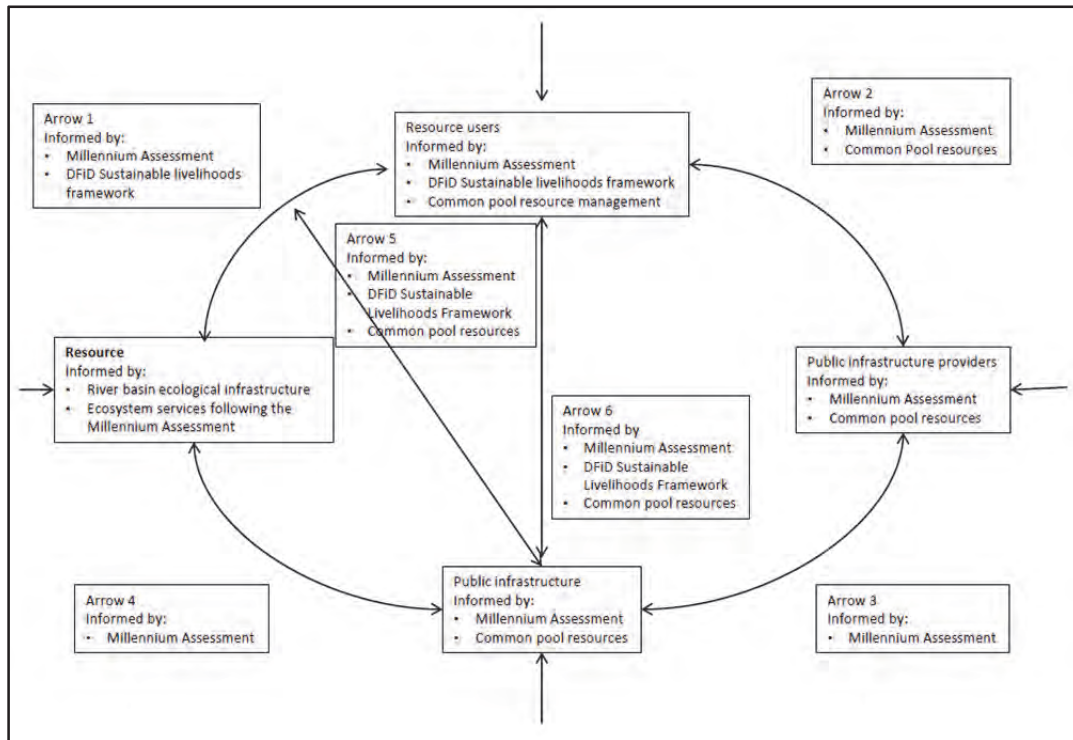 Arrow 1
Informed by:
• Millennium Assessment
• DFiD Sustainable livelihoods
framework
Resource users
Informed by:
• Millennium Assessment
• DFiD Sustainable livelihoods framework
• Common pool resource management
Arrow 2
Informed by:
• Millennium Assessment
• Common Pool resources
Arrow 5
Informed by:
• Millennium Assessment
• DFiD Sustainable
Livelihoods Framework
• Common pool resources
Resource
Informed by:
• River basin ecological infrastructure
• Ecosystem services following the
Millennium Assessment
Public infrastructure providers
Informed by:
• Millennium Assessment
• Common pool resources
Arrow 6
Informed by
• Millennium Assessment
• DFiD Sustainable
Livelihoods Framework
• Common pool resources
Arrow 4
Informed by:
• Millennium Assessment
Public infrastructure
Informed by:
• Millennium Assessment
• Common pool resources
Arrow 3
Informed by:
• Millennium Assessment